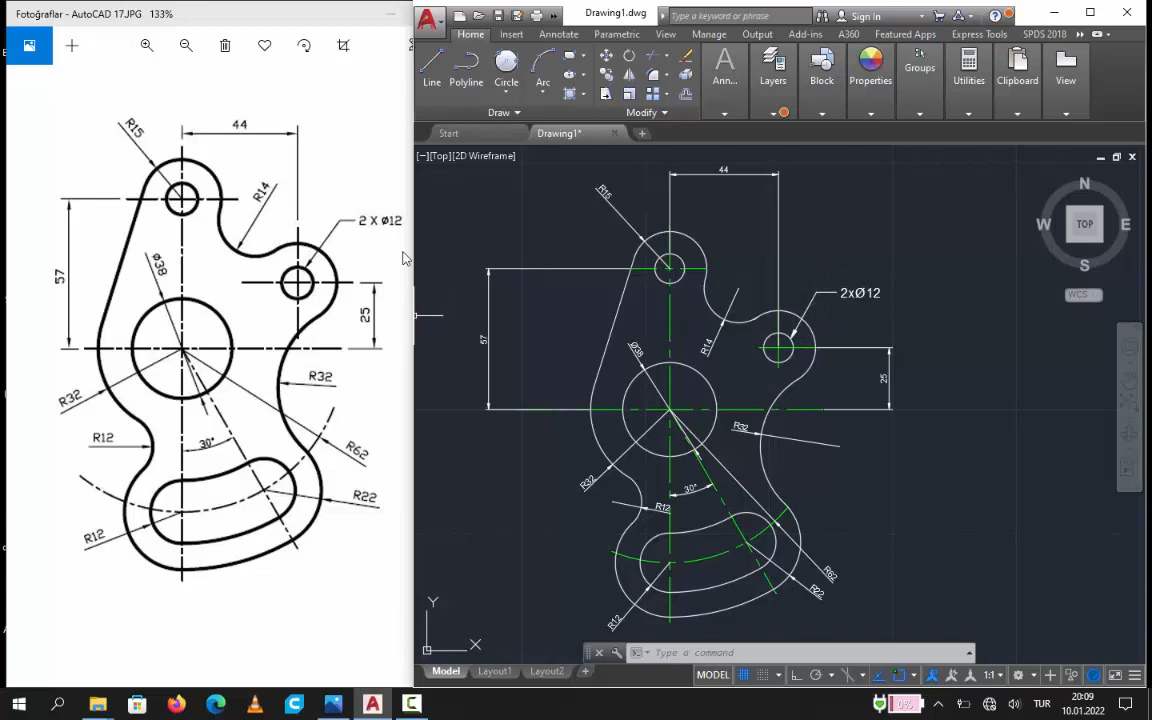 Fotoğraflar - AutoCAD 17.JPG 133%
Drawing1.dwg
Type a keyword or phrase
Sign In
Home Insert Annotate Parametric View Manage Output Add-ins A360 Featured Apps Express Tools SPDS 2018
Line Polyline Circle Arc
Ann... Layers Block Properties Groups Utilities Clipboard View
Draw Modify
Start Drawing1*
[−][Top][2D Wireframe]
R15
44
R14
2 X ø12
57
ø38
25
R32
R32
R12
30°
R62
R22
R12
44
R15
57
2xØ12
R14
Ø38
25
R32
R32
R12
30°
R62
R22
R12
N
W TOP E
S
WCS
Y
X
Type a command
Model Layout1 Layout2
MODEL 1:1
0%
TUR
20:09
10.01.2022